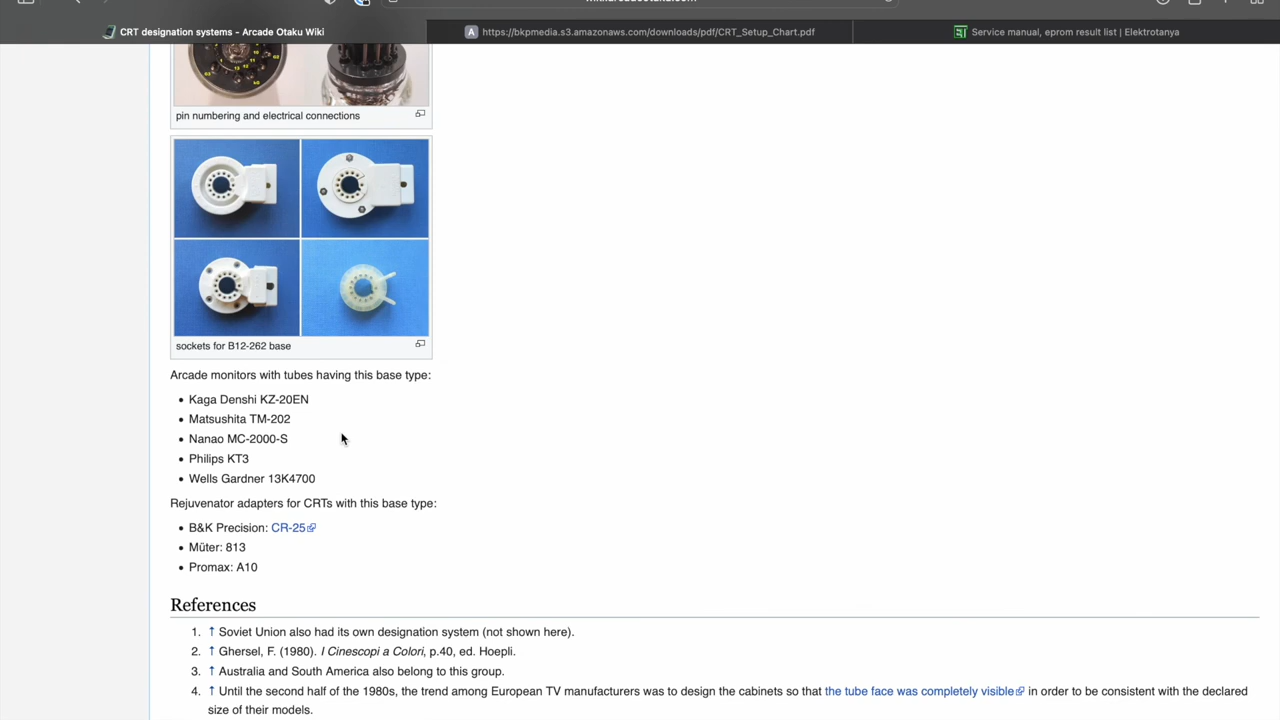 CRT designation systems - Arcade Otaku Wiki
https://bkpmedia.s3.amazonaws.com/downloads/pdf/CRT_Setup_Chart.pdf
Service manual, eprom result list | Elektrotanya
pin numbering and electrical connections
sockets for B12-262 base
Arcade monitors with tubes having this base type:
• Kaga Denshi KZ-20EN
• Matsushita TM-202
• Nanao MC-2000-S
• Philips KT3
• Wells Gardner 13K4700
Rejuvenator adapters for CRTs with this base type:
• B&K Precision: CR-25
• Müter: 813
• Promax: A10
References
1. ↑ Soviet Union also had its own designation system (not shown here).
2. ↑ Ghersel, F. (1980). I Cinescopi a Colori, p.40, ed. Hoepli.
3. ↑ Australia and South America also belong to this group.
4. ↑ Until the second half of the 1980s, the trend among European TV manufacturers was to design the cabinets so that the tube face was completely visible in order to be consistent with the declared
size of their models.